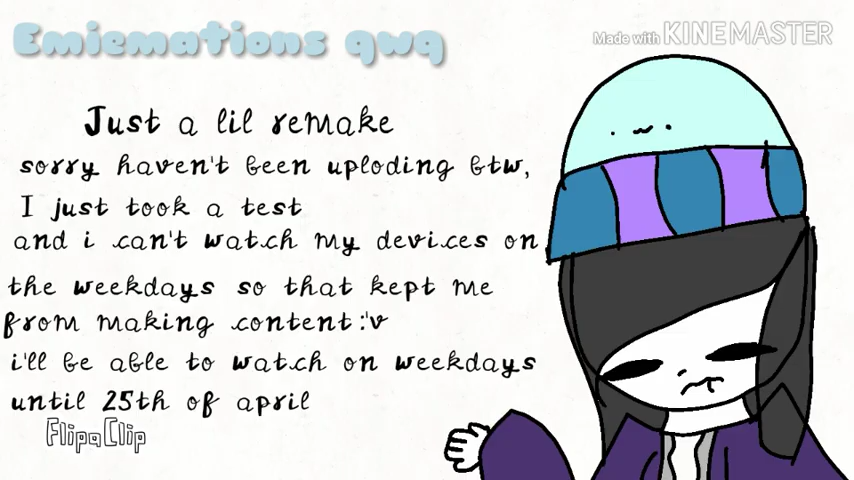 Emiemations qwq
Made with KINEMASTER
Just a lil remake
sorry haven't been uploding btw,
I just took a test
and i can't watch my devices on
the weekdays so that kept me
from making content :'v
i'll be able to watch on weekdays
until 25th of april
FlipaClip